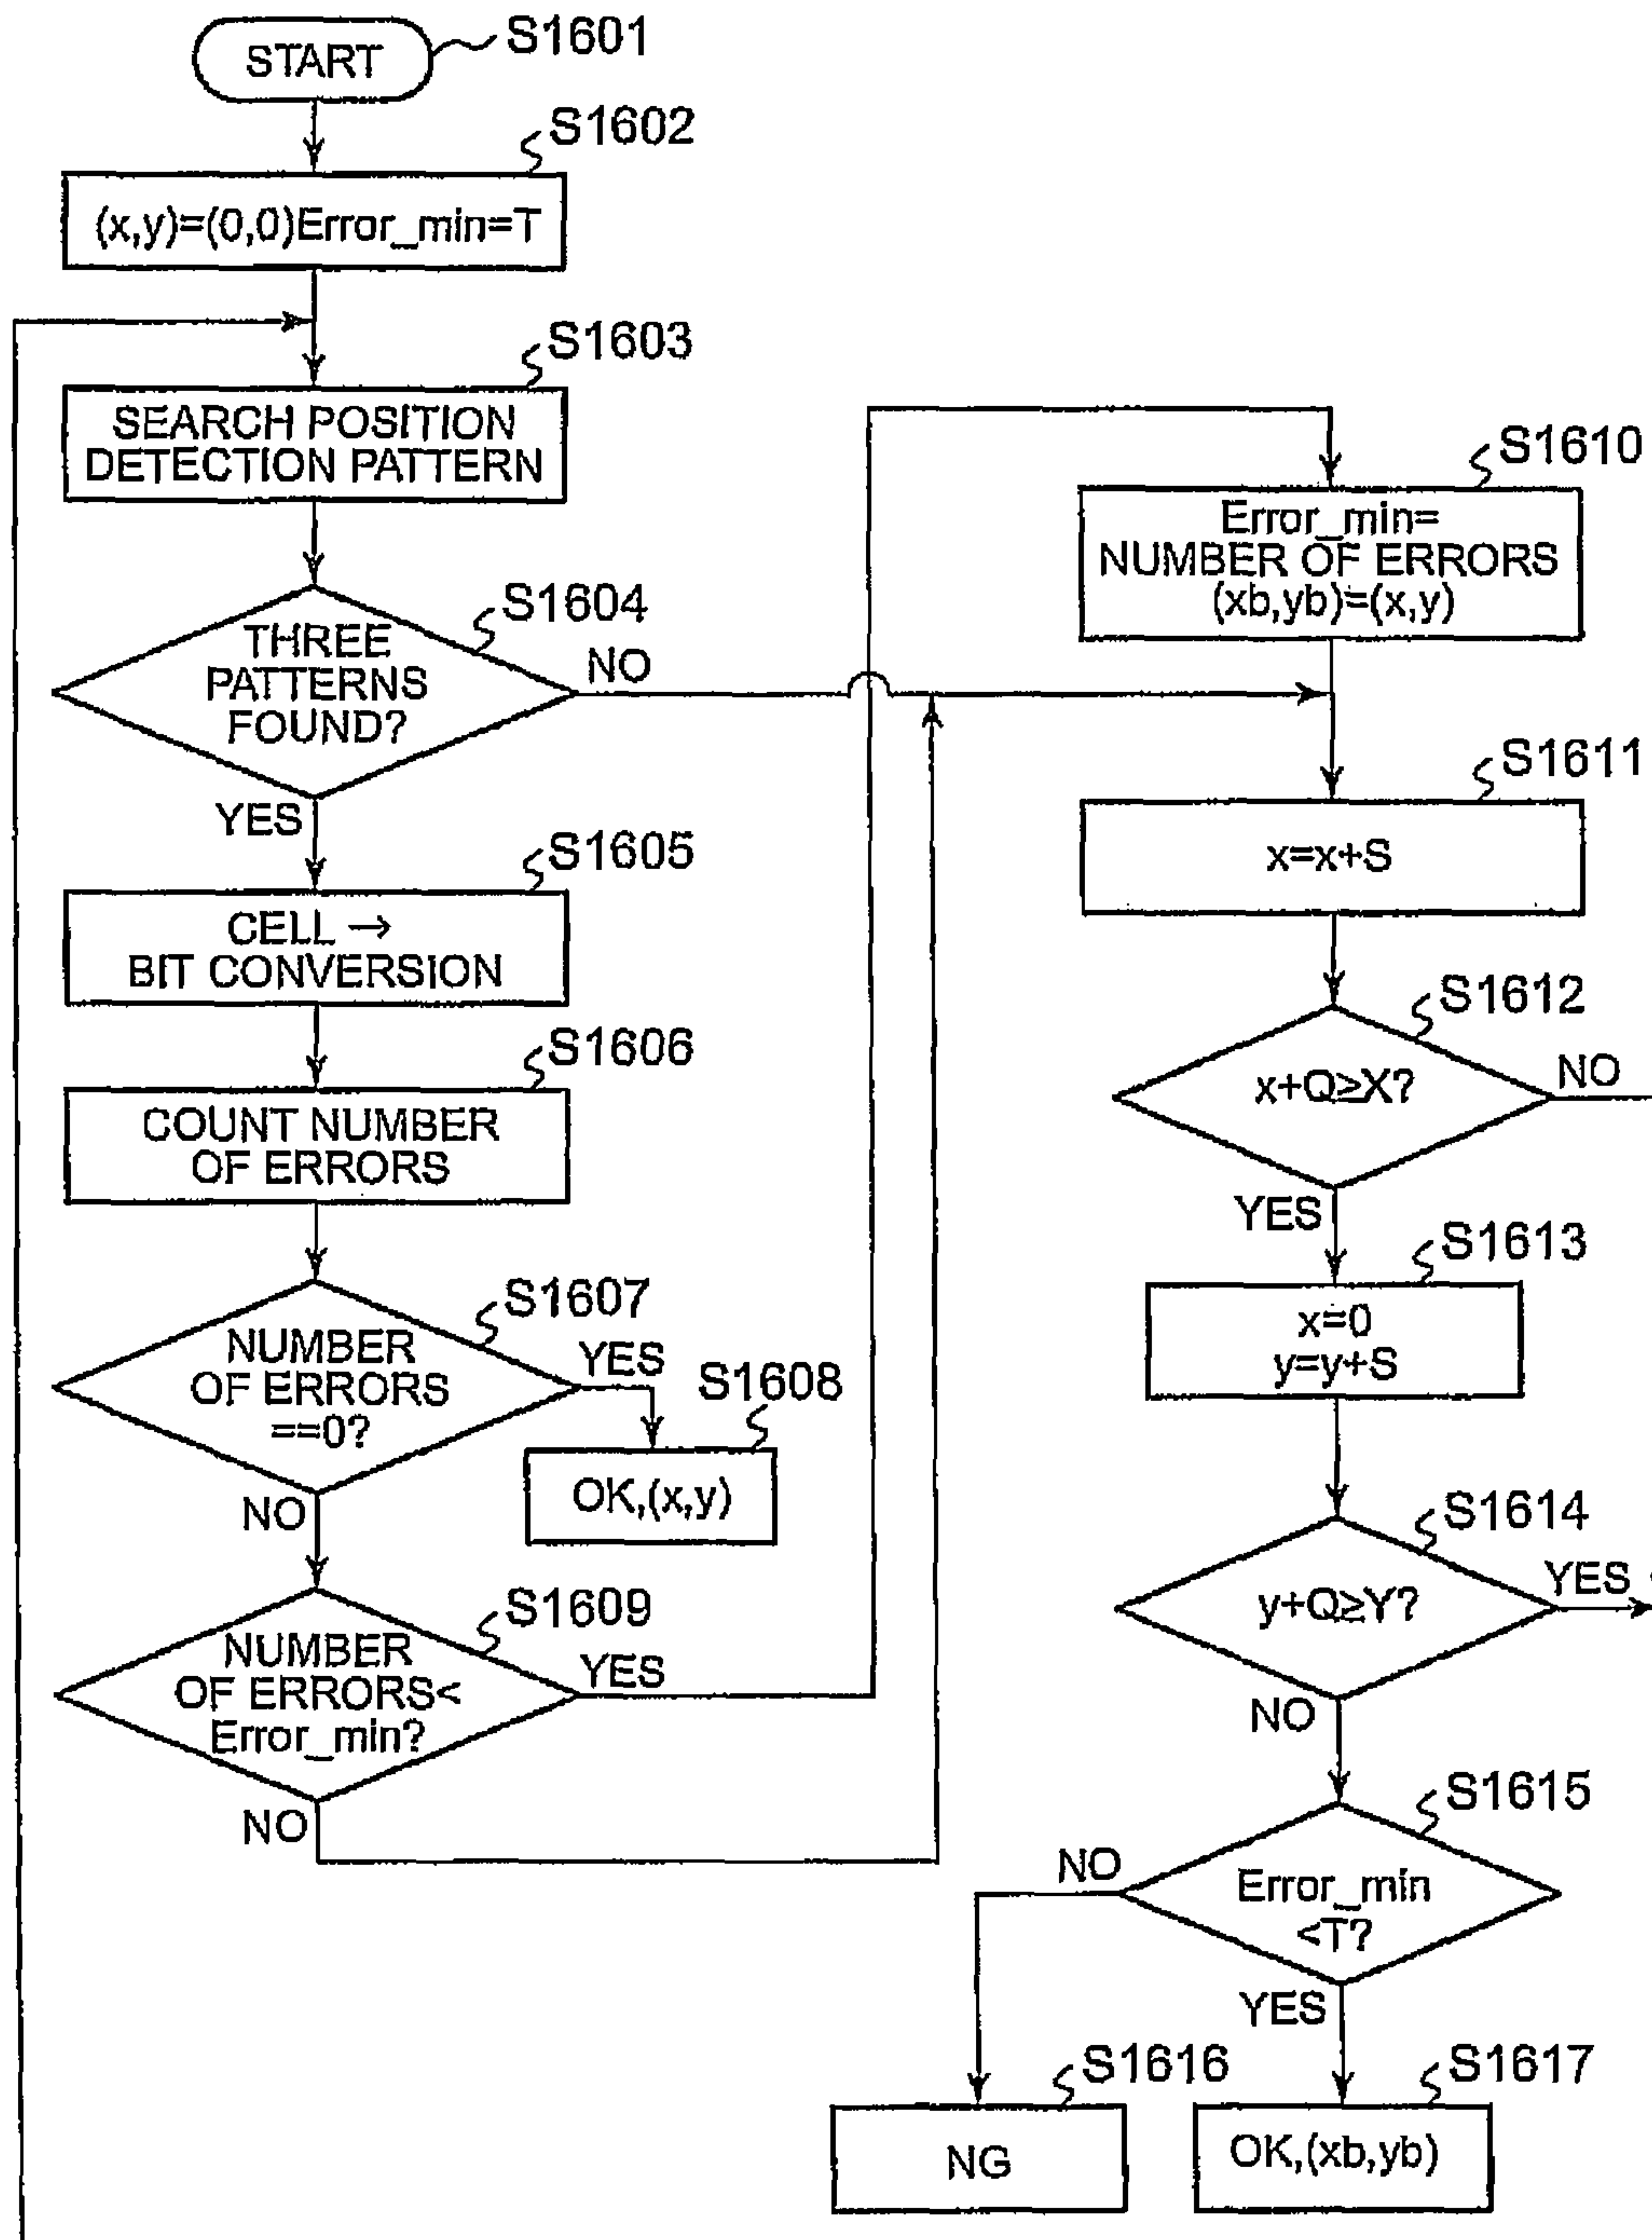 START
S1601
S1602
(x,y)=(0,0)Error_min=T
S1603
SEARCH POSITION
DETECTION PATTERN
S1604
THREE
PATTERNS
FOUND?
NO
YES
S1605
CELL →
BIT CONVERSION
S1606
COUNT NUMBER
OF ERRORS
S1607
NUMBER
OF ERRORS
==0?
YES
S1608
OK,(x,y)
NO
S1609
NUMBER
OF ERRORS<
Error_min?
YES
NO
S1610
Error_min=
NUMBER OF ERRORS
(xb,yb)=(x,y)
S1611
x=x+S
S1612
x+Q≥X?
NO
YES
S1613
x=0
y=y+S
S1614
y+Q≥Y?
YES
NO
S1615
Error_min
<T?
NO
YES
S1616
NG
S1617
OK,(xb,yb)